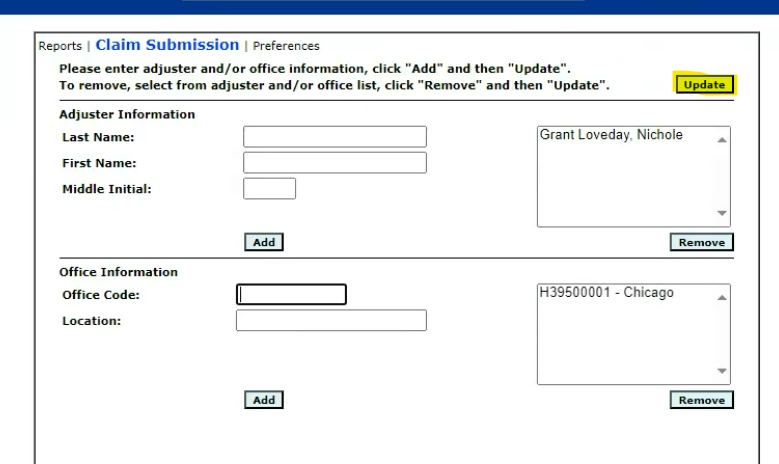 Reports | Claim Submission | Preferences
Please enter adjuster and/or office information, click "Add" and then "Update".
To remove, select from adjuster and/or office list, click "Remove" and then "Update".
Update
Adjuster Information
Last Name:
Grant Loveday, Nichole
First Name:
Middle Initial:
Add
Remove
Office Information
Office Code:
H39500001 - Chicago
Location:
Add
Remove